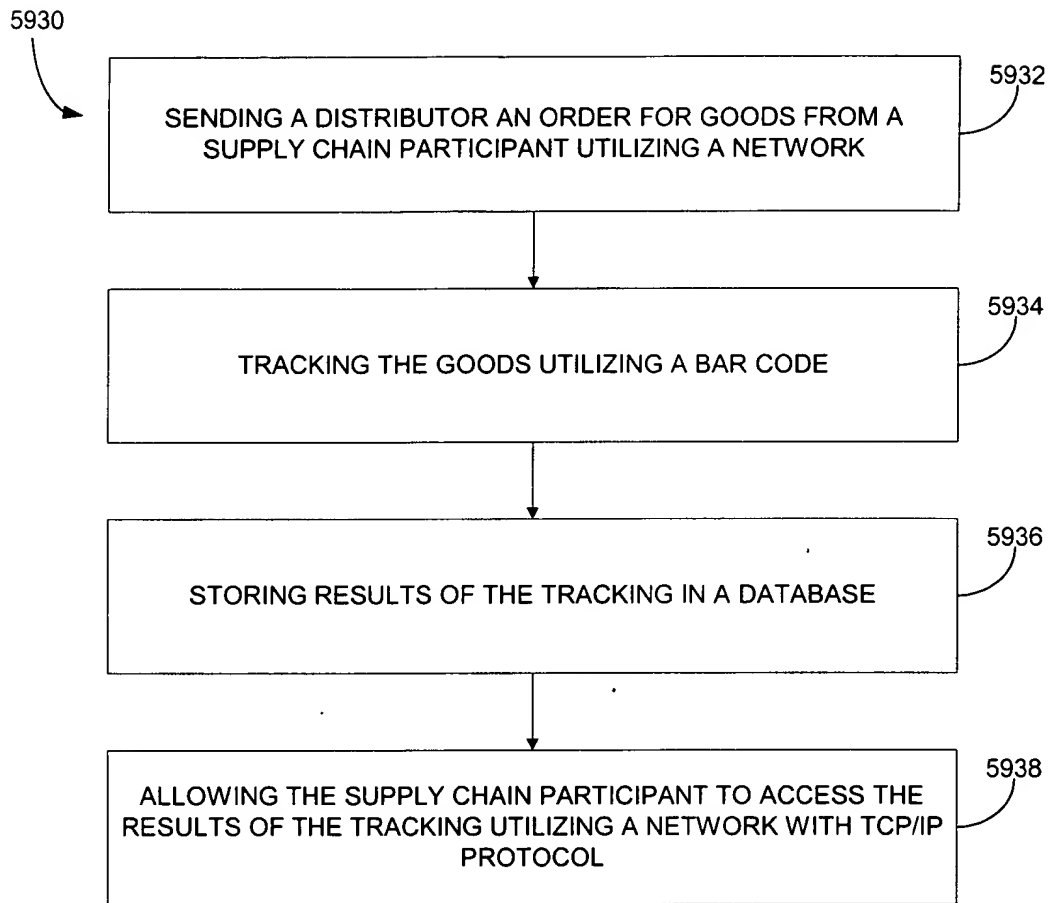 5930
5932
SENDING A DISTRIBUTOR AN ORDER FOR GOODS FROM A
SUPPLY CHAIN PARTICIPANT UTILIZING A NETWORK
5934
TRACKING THE GOODS UTILIZING A BAR CODE
5936
STORING RESULTS OF THE TRACKING IN A DATABASE
5938
ALLOWING THE SUPPLY CHAIN PARTICIPANT TO ACCESS THE
RESULTS OF THE TRACKING UTILIZING A NETWORK WITH TCP/IP
PROTOCOL